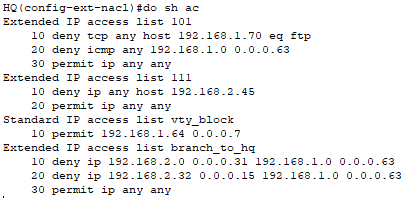 HQ(config-ext-nacl)#do sh ac
Extended IP access list 101
10 deny tcp any host 192.168.1.70 eq ftp
20 deny icmp any 192.168.1.0 0.0.0.63
30 permit ip any any
Extended IP access list 111
10 deny ip any host 192.168.2.45
20 permit ip any any
Standard IP access list vty_block
10 permit 192.168.1.64 0.0.0.7
Extended IP access list branch_to_hq
10 deny ip 192.168.2.0 0.0.0.31 192.168.1.0 0.0.0.63
20 deny ip 192.168.2.32 0.0.0.15 192.168.1.0 0.0.0.63
30 permit ip any any